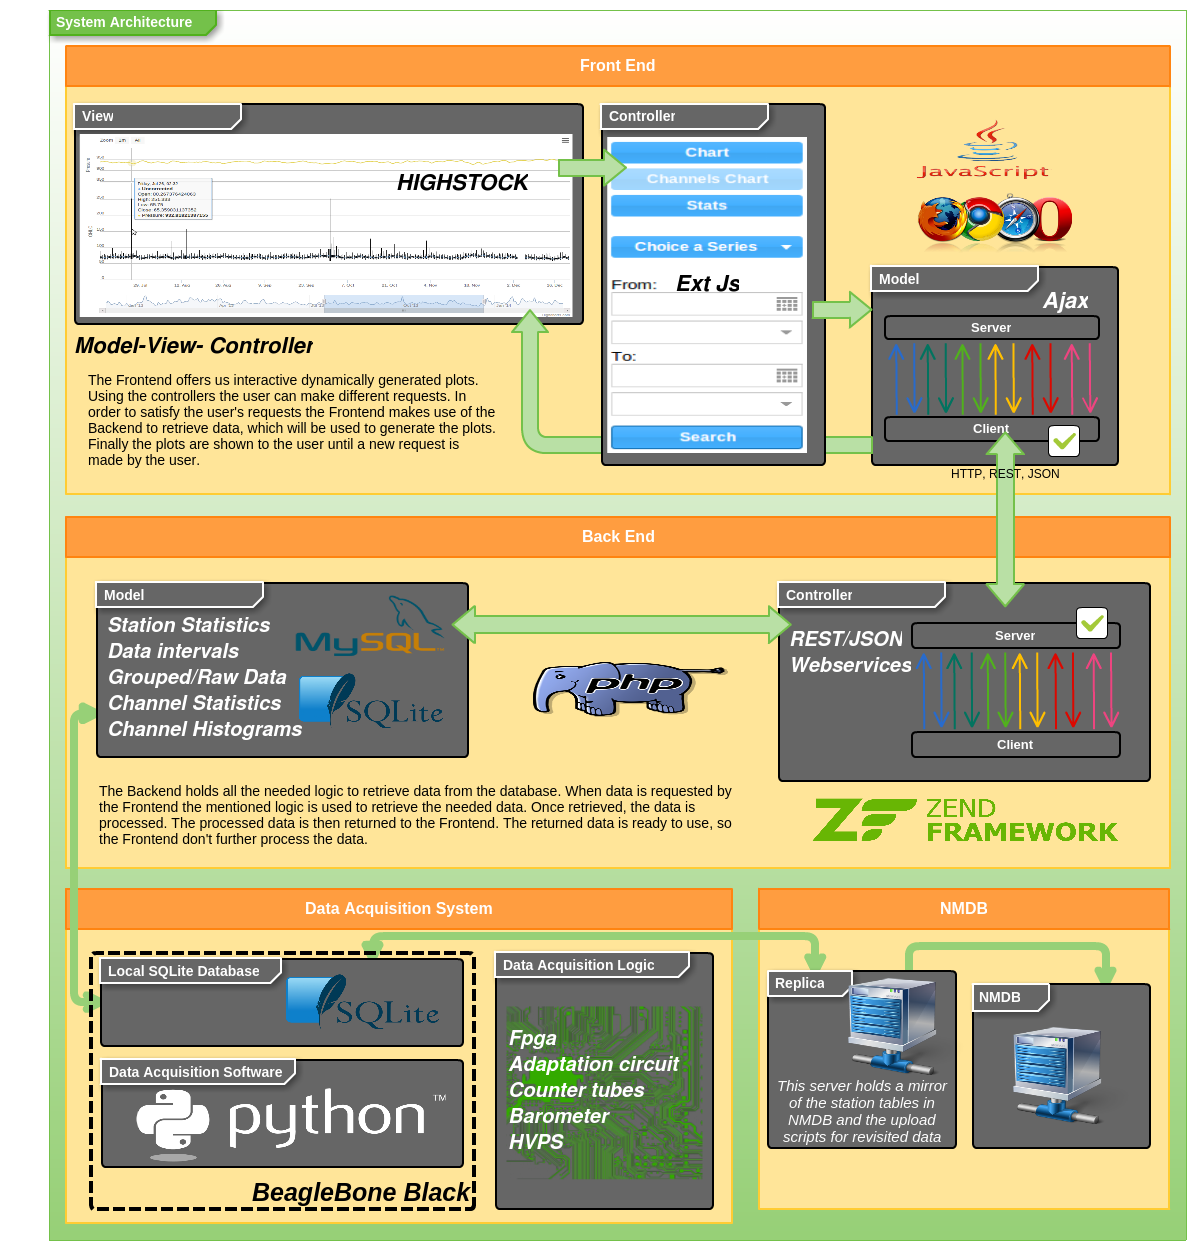 System Architecture
Front End
View
Zoom
HIGHSTOCK
Model-View- Controller
The Frontend offers us interactive dynamically generated plots.
Using the controllers the user can make different requests. In
order to satisfy the user's requests the Frontend makes use of the
Backend to retrieve data, which will be used to generate the plots.
Finally the plots are shown to the user until a new request is
made by the user.
Controller
Chart
Channels Chart
Stats
Choice a Series
From:
Ext Js
To:
Search
JavaScript
Model
Ajax
Server
Client
HTTP, REST, JSON
Back End
Model
Station Statistics
Data intervals
Grouped/Raw Data
Channel Statistics
Channel Histograms
MySQL
SQLite
php
Controller
REST/JSON
Webservices
Server
Client
The Backend holds all the needed logic to retrieve data from the database. When data is requested by
the Frontend the mentioned logic is used to retrieve the needed data. Once retrieved, the data is
processed. The processed data is then returned to the Frontend. The returned data is ready to use, so
the Frontend don't further process the data.
ZF ZEND
FRAMEWORK
Data Acquisition System
Local SQLite Database
SQLite
Data Acquisition Software
python™
BeagleBone Black
Data Acquisition Logic
Fpga
Adaptation circuit
Counter tubes
Barometer
HVPS
NMDB
Replica
This server holds a mirror
of the station tables in
NMDB and the upload
scripts for revisited data
NMDB